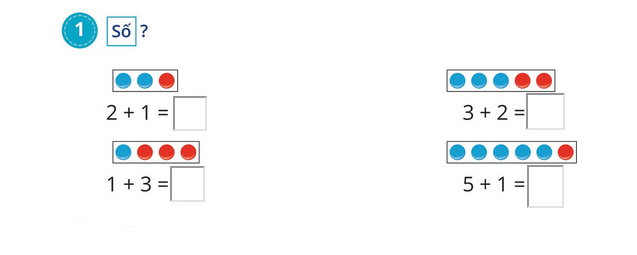 1 Số ?
2 + 1 =
3 + 2 =
1 + 3 =
5 + 1 =